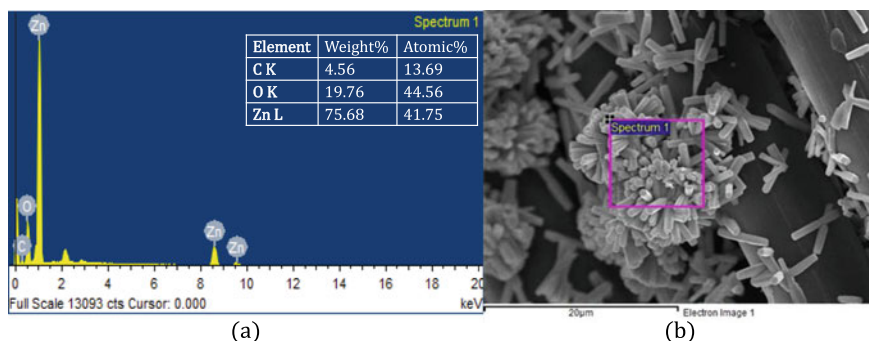 Spectrum 1
Zn
Element Weight% Atomic%
C K 4.56 13.69
O K 19.76 44.56
Zn L 75.68 41.75
O
C
Zn
Zn
0 2 4 6 8 10 12 14 16 18 20
Full Scale 13093 cts Cursor: 0.000 keV
(a)
Spectrum 1
20µm Electron Image 1
(b)